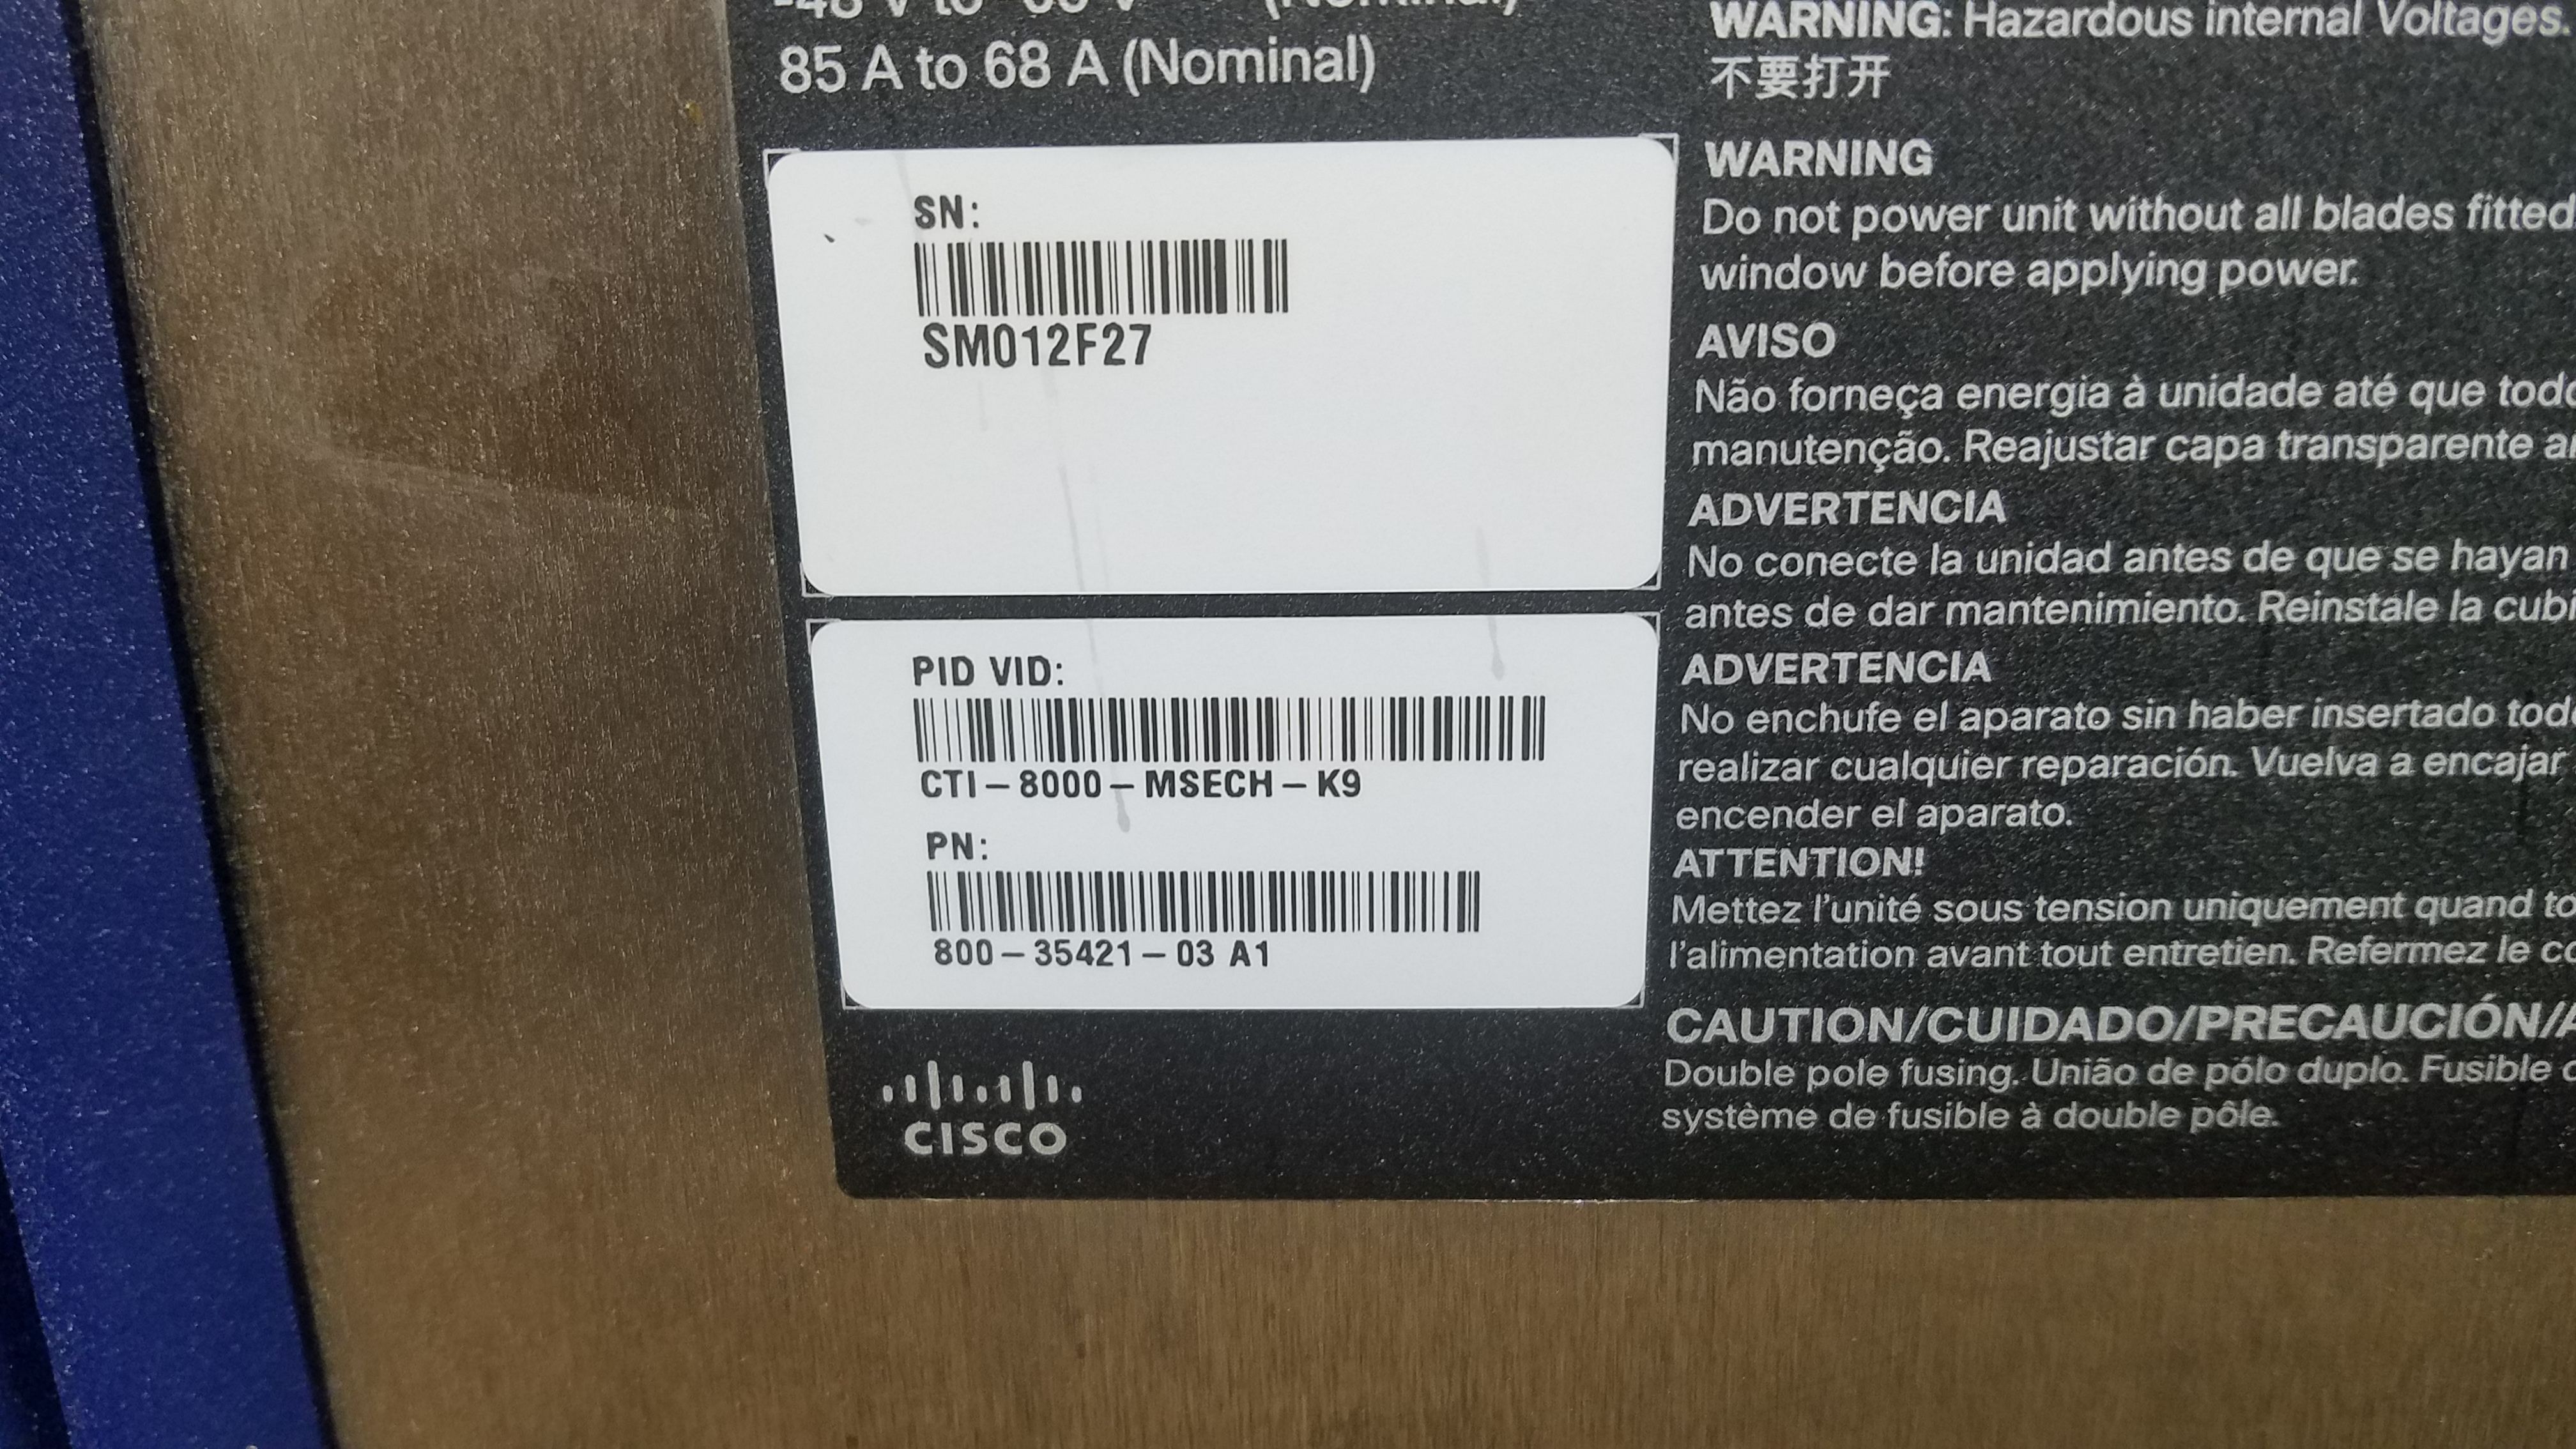 85 A to 68 A (Nominal)
SN:
SM012F27
PID VID:
CTI-8000-MSECH-K9
PN:
800-35421-03 A1
CISCO
WARNING: Hazardous internal Voltages.
不要打开
WARNING
Do not power unit without all blades fitted
window before applying power.
AVISO
Não forneça energia à unidade até que
manutenção. Reajustar capa transparente
ADVERTENCIA
No conecte la unidad antes de que se hayan
antes de dar mantenimiento. Reinstale la
ADVERTENCIA
No enchufe el aparato sin haber insertado
realizar cualquier reparación. Vuelva a encajar
encender el aparato.
ATTENTION!
Mettez l'unité sous tension uniquement quand
l'alimentation avant tout entretien. Refermez le
CAUTION/CUIDADO/PRECAUCIÓN/
Double pole fusing. União de pólo duplo. Fusible
système de fusible à double pôle.